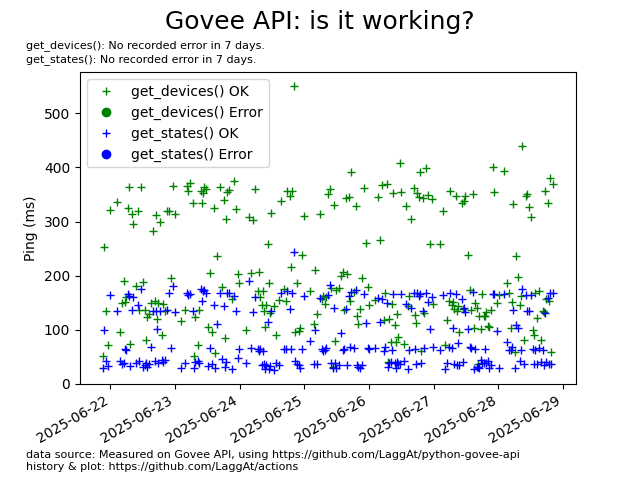 Govee API: is it working?
get_devices(): No recorded error in 7 days.
get_states(): No recorded error in 7 days.
get_devices() OK
get_devices() Error
get_states() OK
get_states() Error
Ping (ms)
500
400
300
200
100
0
2025-06-22
2025-06-23
2025-06-24
2025-06-25
2025-06-26
2025-06-27
2025-06-28
2025-06-29
data source: Measured on Govee API, using https://github.com/LaggAt/python-govee-api
history & plot: https://github.com/LaggAt/actions